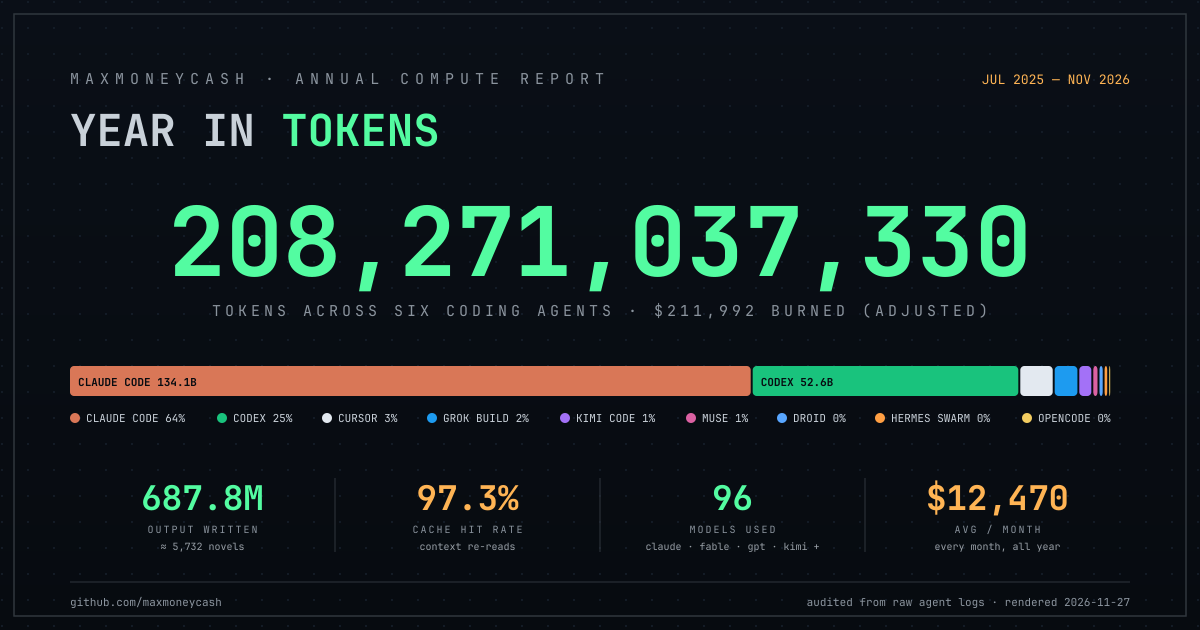 MAXMONEYCASH · ANNUAL COMPUTE REPORT
JUL 2025 — NOV 2026
YEAR IN TOKENS
208,271,037,330
TOKENS ACROSS SIX CODING AGENTS · $211,992 BURNED (ADJUSTED)
CLAUDE CODE 134.1B
CODEX 52.6B
CLAUDE CODE 64% CODEX 25% CURSOR 3% GROK BUILD 2% KIMI CODE 1% MUSE 1% DROID 0% HERMES SWARM 0% OPENCODE 0%
687.8M
OUTPUT WRITTEN
≈ 5,732 novels
97.3%
CACHE HIT RATE
context re-reads
96
MODELS USED
claude · fable · gpt · kimi +
$12,470
AVG / MONTH
every month, all year
github.com/maxmoneycash
audited from raw agent logs · rendered 2026-11-27